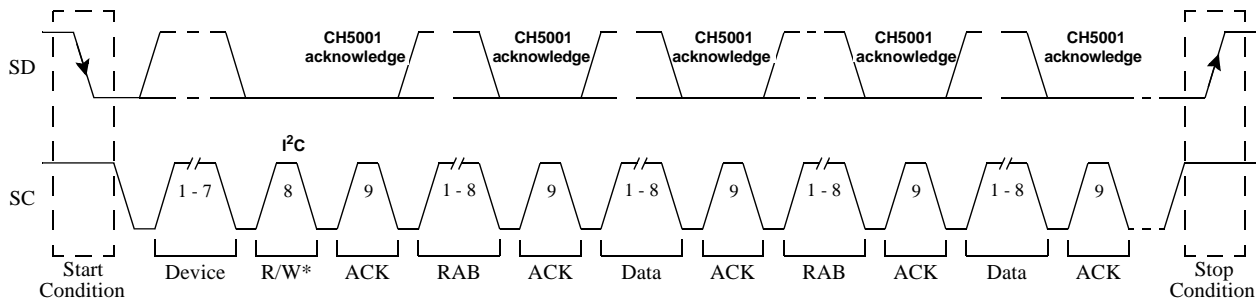 CH5001 acknowledge
CH5001 acknowledge
CH5001 acknowledge
CH5001 acknowledge
CH5001 acknowledge
SD
I²C
SC
1 - 7
8
9
1 - 8
9
1 - 8
9
1 - 8
9
1 - 8
9
Start Condition
Device
R/W*
ACK
RAB
ACK
Data
ACK
RAB
ACK
Data
ACK
Stop Condition